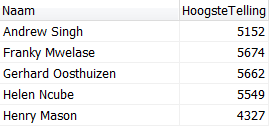 Naam HoogsteTelling
Andrew Singh 5152
Franky Mwelase 5674
Gerhard Oosthuizen 5662
Helen Ncube 5549
Henry Mason 4327